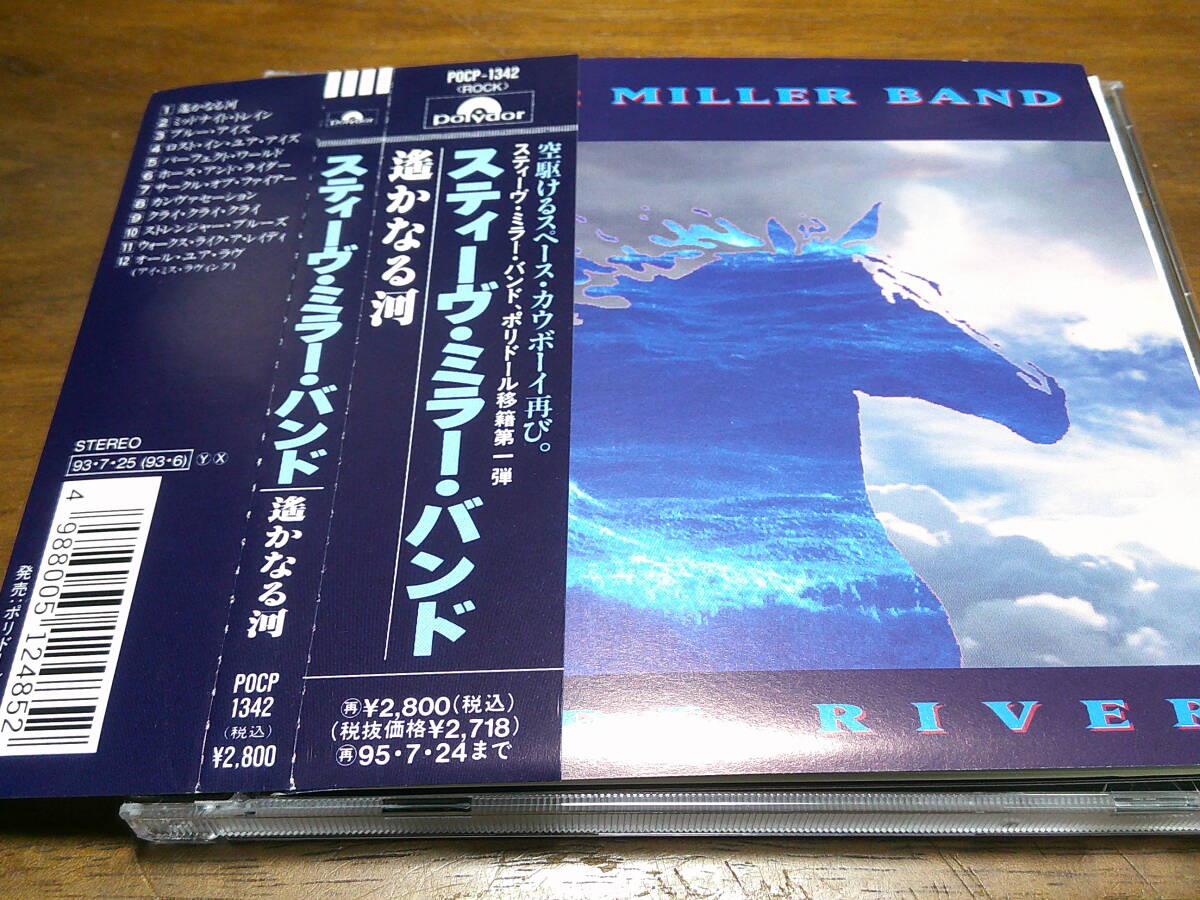 1 遙かなる河
2 ミッドナイト・トレイン
3 ブルー・アイズ
4 ロスト・イン・ユア・アイズ
5 パーフェクト・ワールド
6 ホース・アンド・ライダー
7 サークル・オブ・ファイアー
8 カンヴァセーション
9 クライ・クライ・クライ
10 ストレンジャー・ブルーズ
11 ウォークス・ライク・ア・レイディ
12 オール・ユア・ラヴ
(アイ・ミス・ラヴィング)
STEREO
93・7・25 (93・6) Y X
4 988005 124852
発売:ポリド
polydor
スティーヴ・ミラー・バンド
遙かなる河
POCP
1342
(税込)
¥2,800
POCP-1342
〈ROCK〉
polydor
空駆けるスペース・カウボーイ再び。
スティーヴ・ミラー・バンド、ポリドール移籍第一弾
スティーヴ・ミラー・バンド
遙かなる河
再¥2,800(税込)
(税抜価格¥2,718)
再95・7・24まで
MILLER BAND
RIVER